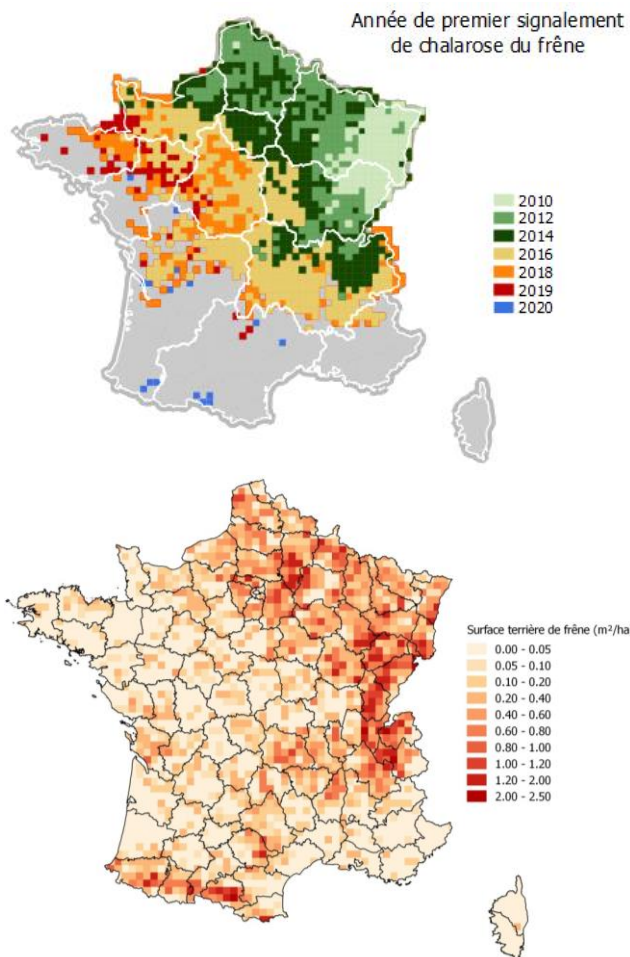 Année de premier signalement
de chalarose du frêne
2010
2012
2014
2016
2018
2019
2020
Surface terrière de frêne (m²/ha
0.00 - 0.05
0.05 - 0.10
0.10 - 0.20
0.20 - 0.40
0.40 - 0.60
0.60 - 0.80
0.80 - 1.00
1.00 - 1.20
1.20 - 2.00
2.00 - 2.50